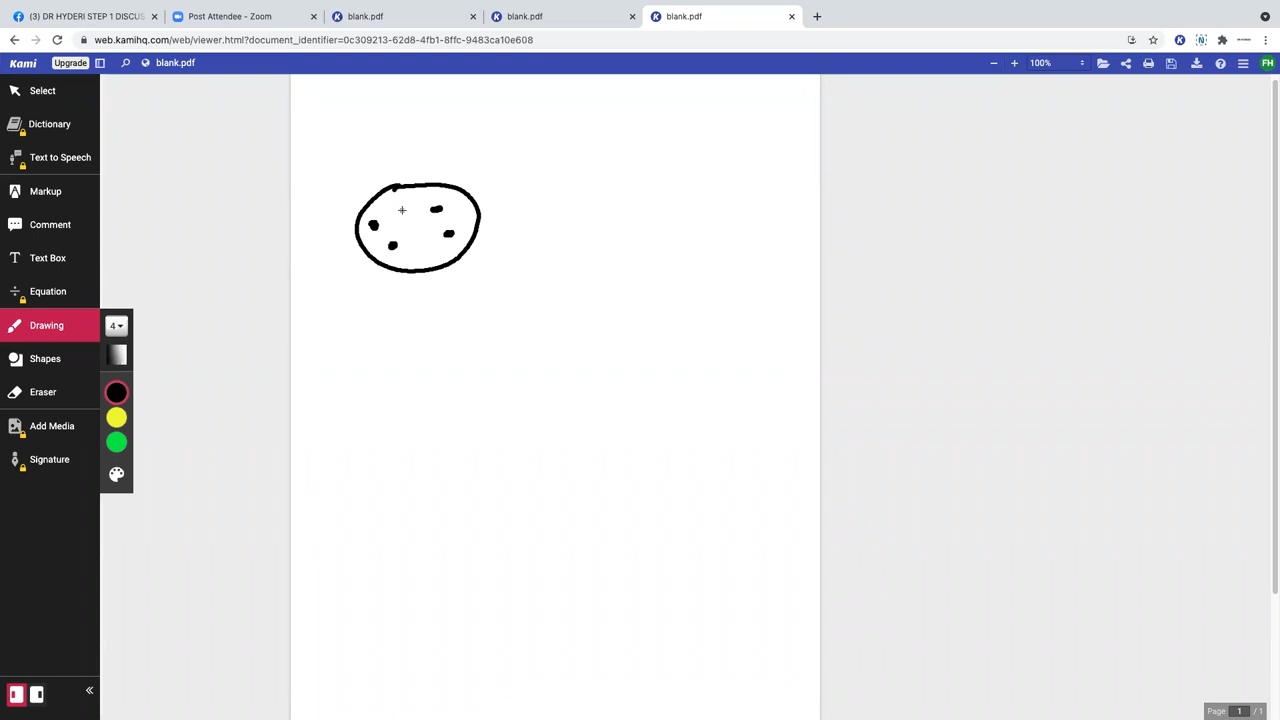 (3) DR HYDERI STEP 1 DISCUS
Post Attendee - Zoom
blank.pdf
blank.pdf
blank.pdf
web.kamihq.com/web/viewer.html?document_identifier=0c309213-62d8-4fb1-8ffc-9483ca10e608
Kami
Upgrade
blank.pdf
100%
FH
Select
Dictionary
Text to Speech
Markup
Comment
Text Box
Equation
Drawing
4
Shapes
Eraser
Add Media
Signature
Page 1 / 1